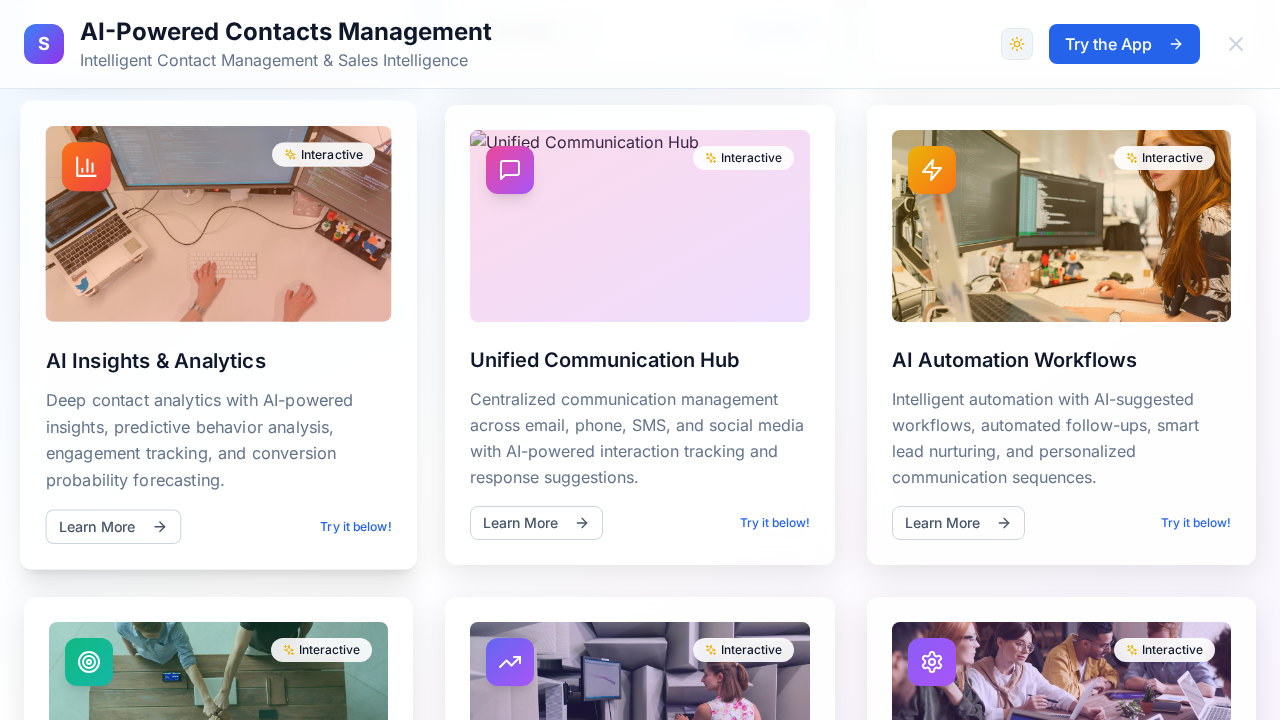 S
AI-Powered Contacts Management
Intelligent Contact Management & Sales Intelligence
Try the App
Interactive
AI Insights & Analytics
Deep contact analytics with AI-powered
insights, predictive behavior analysis,
engagement tracking, and conversion
probability forecasting.
Learn More
Try it below!
Unified Communication Hub
Interactive
Unified Communication Hub
Centralized communication management
across email, phone, SMS, and social media
with AI-powered interaction tracking and
response suggestions.
Learn More
Try it below!
Interactive
AI Automation Workflows
Intelligent automation with AI-suggested
workflows, automated follow-ups, smart
lead nurturing, and personalized
communication sequences.
Learn More
Try it below!
Interactive
Interactive
Interactive